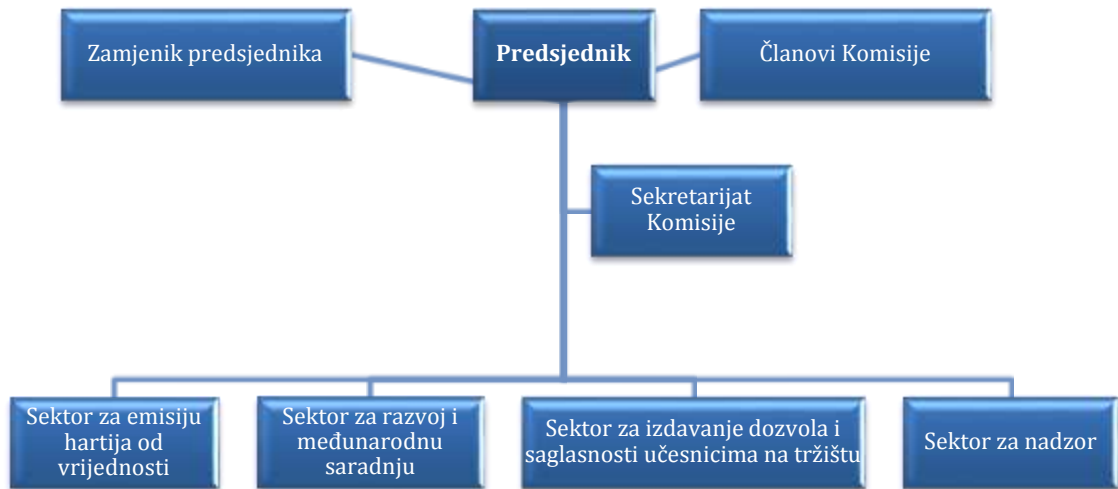 Zamjenik predsjednika
Predsjednik
Članovi Komisije
Sekretarijat
Komisije
Sektor za emisiju
hartija od
vrijednosti
Sektor za razvoj i
međunarodnu
saradnju
Sektor za izdavanje dozvola i
saglasnosti učesnicima na tržištu
Sektor za nadzor